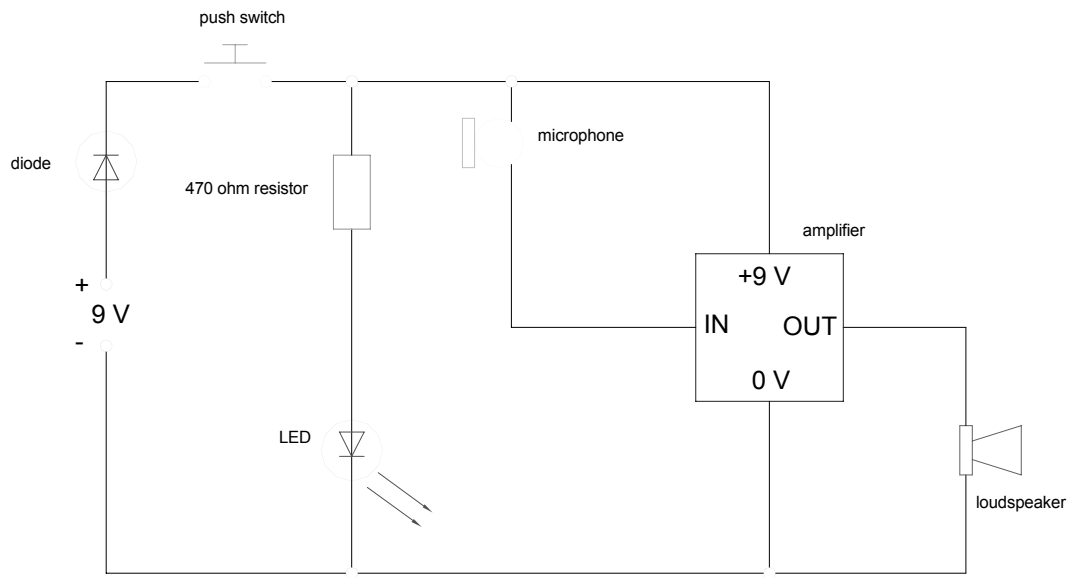 push switch
diode
microphone
470 ohm resistor
amplifier
+
9 V
-
+9 V
IN
OUT
0 V
LED
loudspeaker